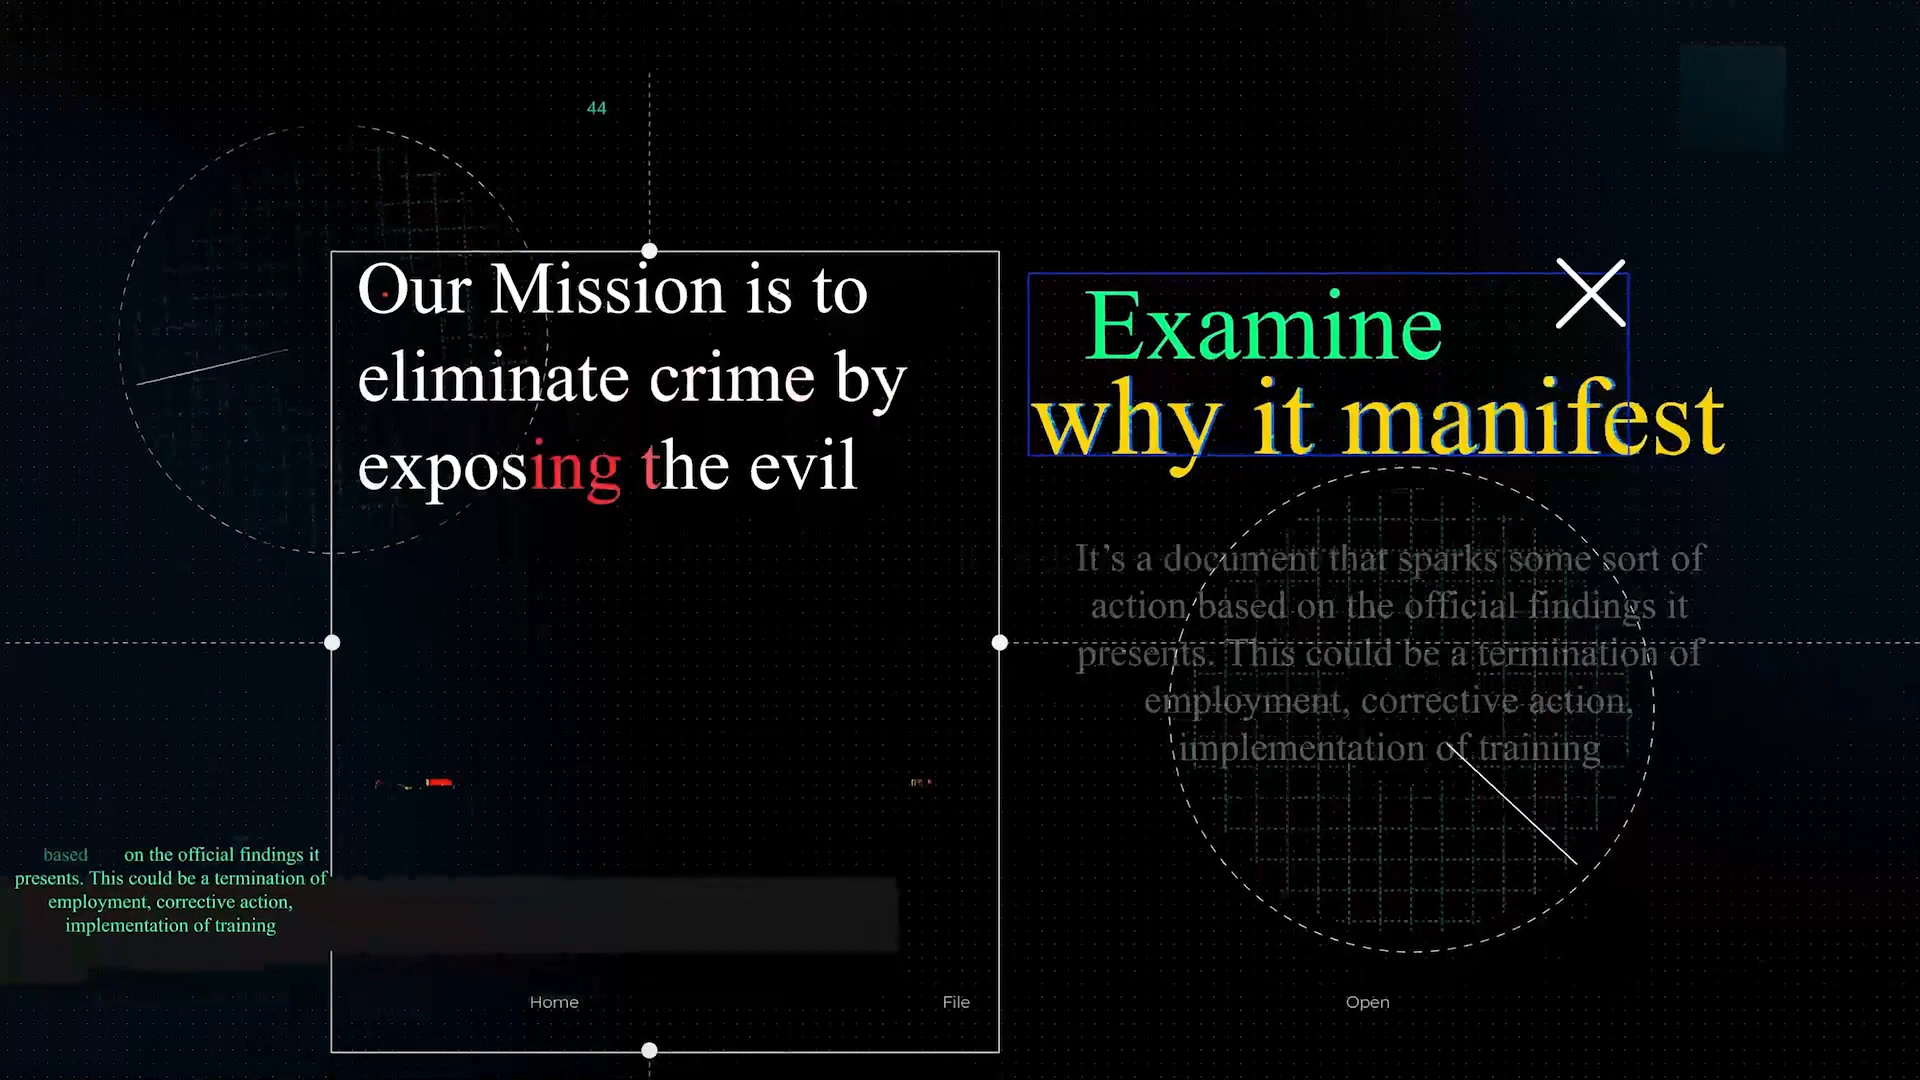 44
Our Mission is to
eliminate crime by
exposing the evil
Examine
why it manifest
It’s a document that sparks some sort of
action based on the official findings it
presents. This could be a termination of
employment, corrective action,
implementation of training
based on the official findings it
presents. This could be a termination of
employment, corrective action,
implementation of training
Home
File
Open